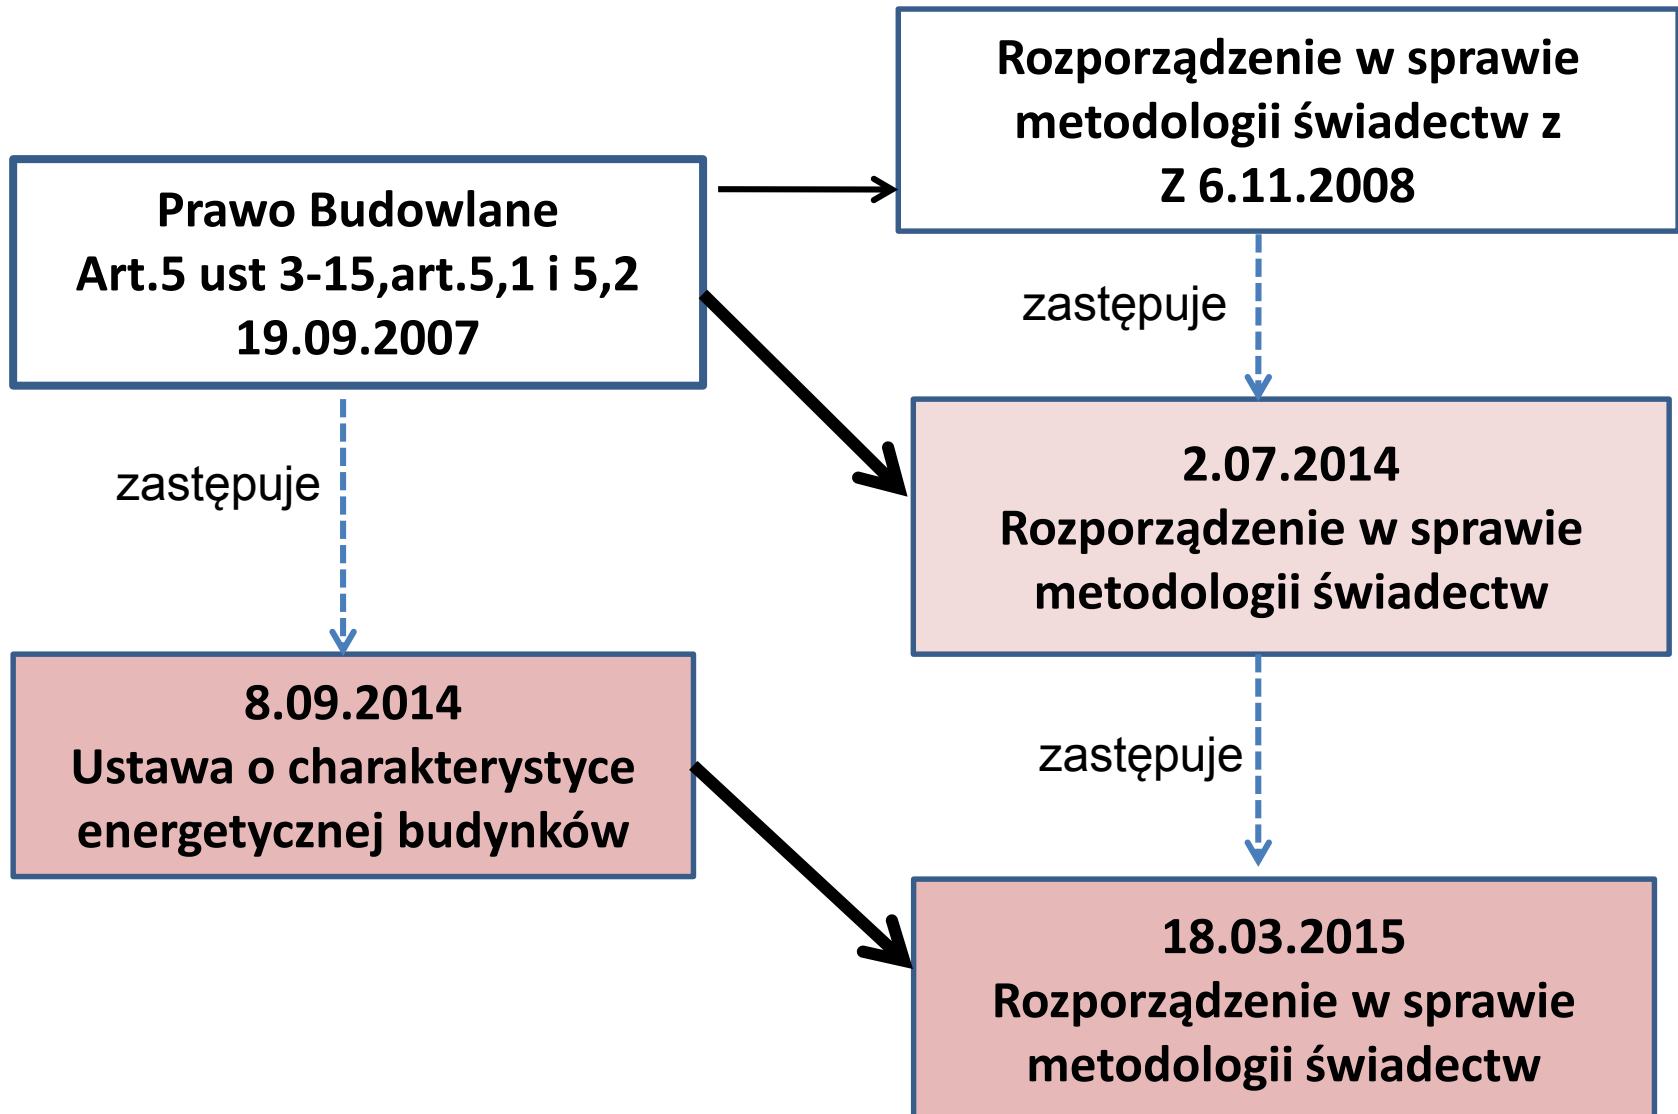 Rozporządzenie w sprawie
metodologii świadectw z
Z 6.11.2008
Prawo Budowlane
Art.5 ust 3-15,art.5,1 i 5,2
19.09.2007
zastępuje
2.07.2014
Rozporządzenie w sprawie
metodologii świadectw
zastępuje
8.09.2014
Ustawa o charakterystyce
energetycznej budynków
zastępuje
18.03.2015
Rozporządzenie w sprawie
metodologii świadectw